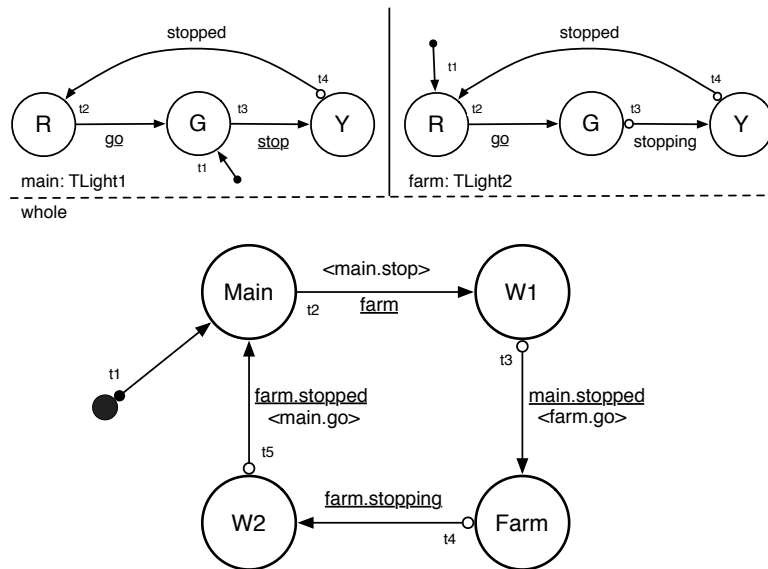 stopped
t4
R
t2
go
G
t3
stop
Y
t1
main: TLight1
stopped
t1
t4
R
t2
go
G
t3
stopping
Y
farm: TLight2
whole
Main
<main.stop>
t2
farm
W1
t1
t3
farm.stopped
<main.go>
main.stopped
<farm.go>
t5
W2
farm.stopping
t4
Farm